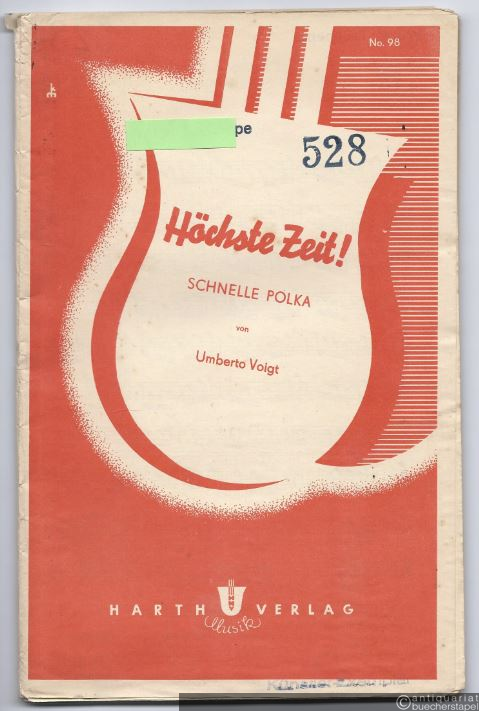 No. 98
pe
528
Höchste Zeit!
SCHNELLE POLKA
von
Umberto Voigt
HARTH VERLAG
Musik
antiquariat
buecherstapel